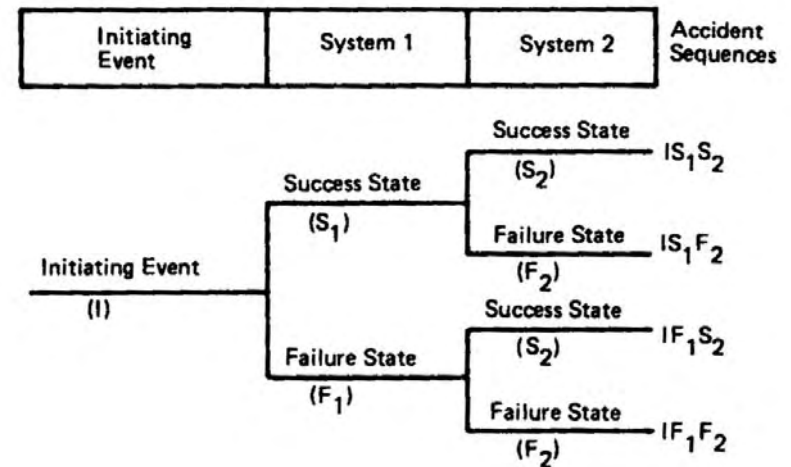 Initiating Event
System 1
System 2
Accident Sequences
Success State
(S₂)
IS₁S₂
Success State
(S₁)
Failure State
(F₂)
IS₁F₂
Initiating Event
(I)
Success State
(S₂)
IF₁S₂
Failure State
(F₁)
Failure State
(F₂)
IF₁F₂